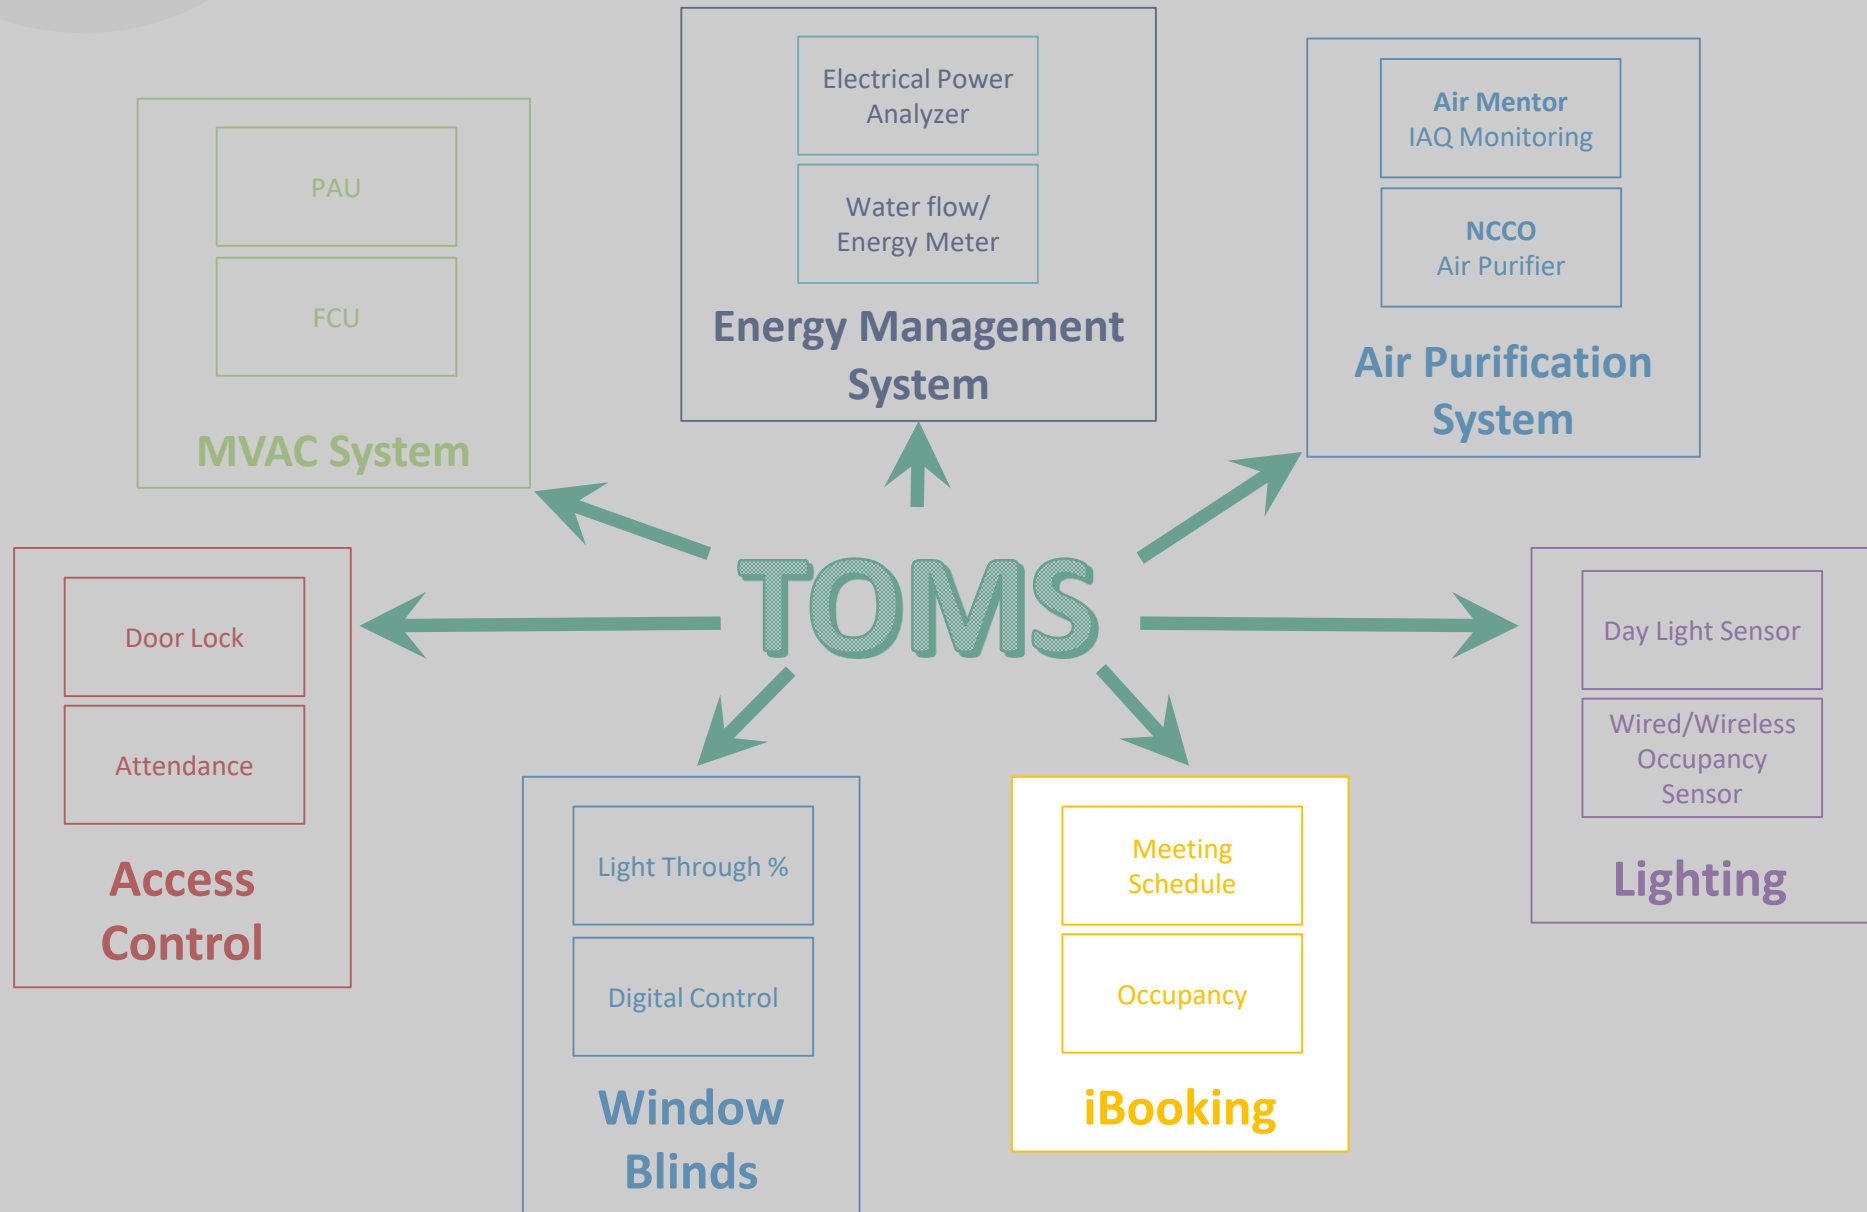 Electrical Power
Analyzer
Water flow/
Energy Meter
Energy Management
System
Air Mentor
IAQ Monitoring
NCCO
Air Purifier
Air Purification
System
PAU
FCU
MVAC System
TOMS
Door Lock
Attendance
Access
Control
Day Light Sensor
Wired/Wireless
Occupancy
Sensor
Lighting
Light Through %
Digital Control
Window
Blinds
Meeting
Schedule
Occupancy
iBooking